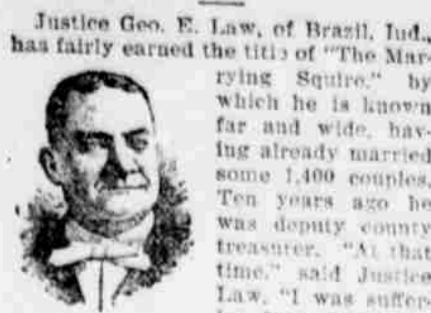 Justice Geo. E. Law, of Brazil, Ind.,
has fairly earned the title of "The Mar-
rying Squire," by
which he is known
far and wide, hav-
ing already married
some 1,400 couples.
Ten years ago he
was deputy county
treasurer. "At that
time," said Justice
Law, "I was suffer-